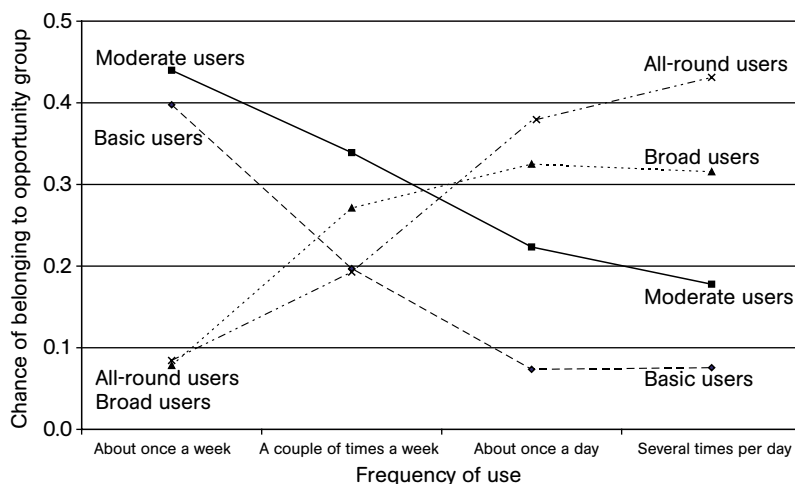 Chance of belonging to opportunity group
0.5
0.4
0.3
0.2
0.1
0.0
Moderate users
Basic users
All-round users
Broad users
All-round users
Broad users
Moderate users
Basic users
About once a week
A couple of times a week
About once a day
Several times per day
Frequency of use